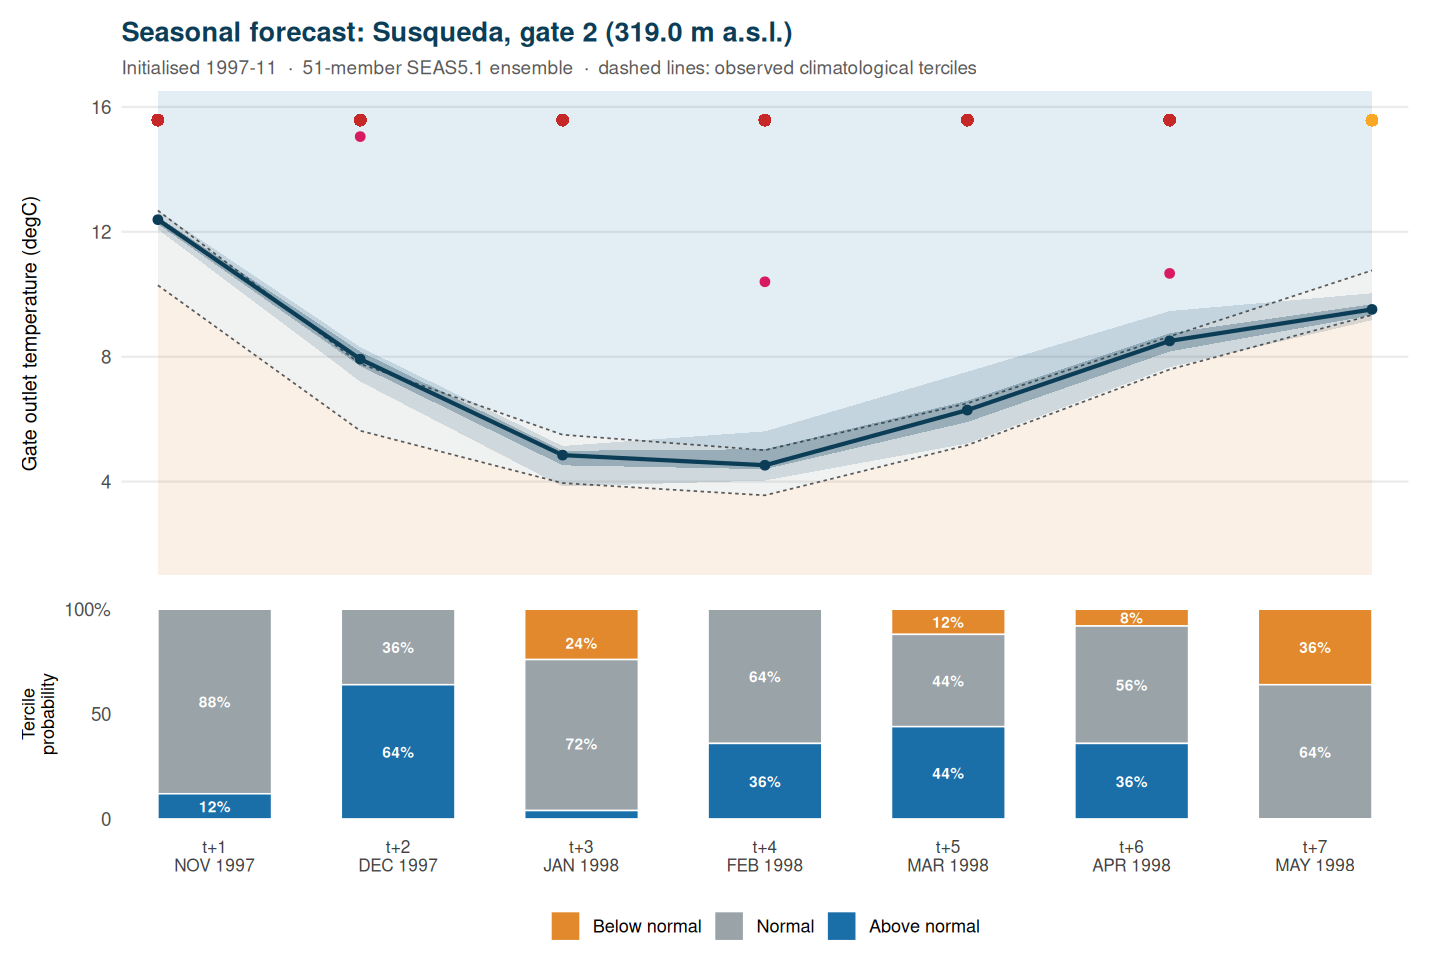 Seasonal forecast: Susqueda, gate 2 (319.0 m a.s.l.)
Initialised 1997-11 · 51-member SEAS5.1 ensemble · dashed lines: observed climatological terciles
Gate outlet temperature (degC)
16
12
8
4
Tercile
probability
100%
50
0
88%
12%
36%
64%
24%
72%
64%
36%
12%
44%
44%
8%
56%
36%
36%
64%
t+1
NOV 1997
t+2
DEC 1997
t+3
JAN 1998
t+4
FEB 1998
t+5
MAR 1998
t+6
APR 1998
t+7
MAY 1998
Below normal
Normal
Above normal